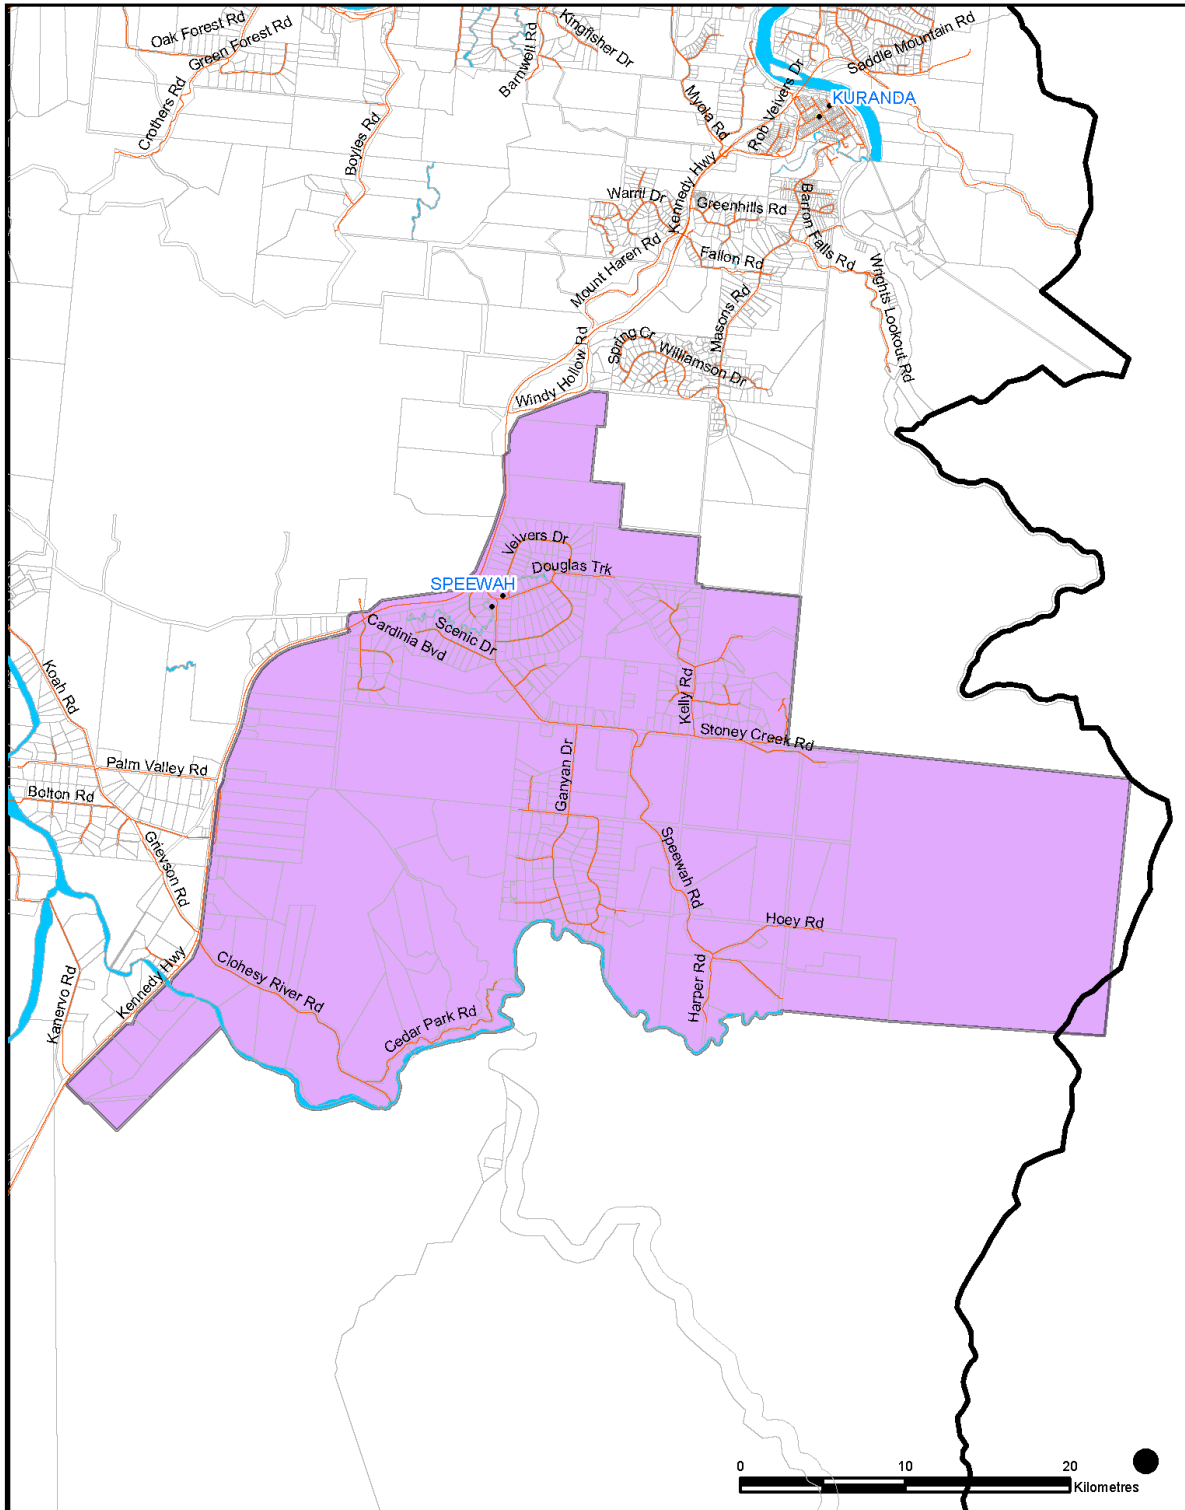 Oak Forest Rd
Green Forest Rd
Crothers Rd
Boyles Rd
Barnwell Rd
Kingfisher Dr
Myola Rd
Rob Veivers Dr
Saddle Mountain Rd
KURANDA
Kennedy Hwy
Warril Dr
Greenhills Rd
Barron Falls Rd
Mount Haren Rd
Fallon Rd
Wrights Lookout Rd
Masons Rd
Spring Cr
Williamson Dr
Windy Hollow Rd
Veivers Dr
Douglas Trk
SPEEWAH
Scenic Dr
Cardinia Bvd
Koah Rd
Kelly Rd
Stoney Creek Rd
Palm Valley Rd
Bolton Rd
Ganyan Dr
Grievson Rd
Speewah Rd
Hoey Rd
Kennedy Hwy
Clohesy River Rd
Harper Rd
Kanervo Rd
Cedar Park Rd
0 10 20
Kilometres